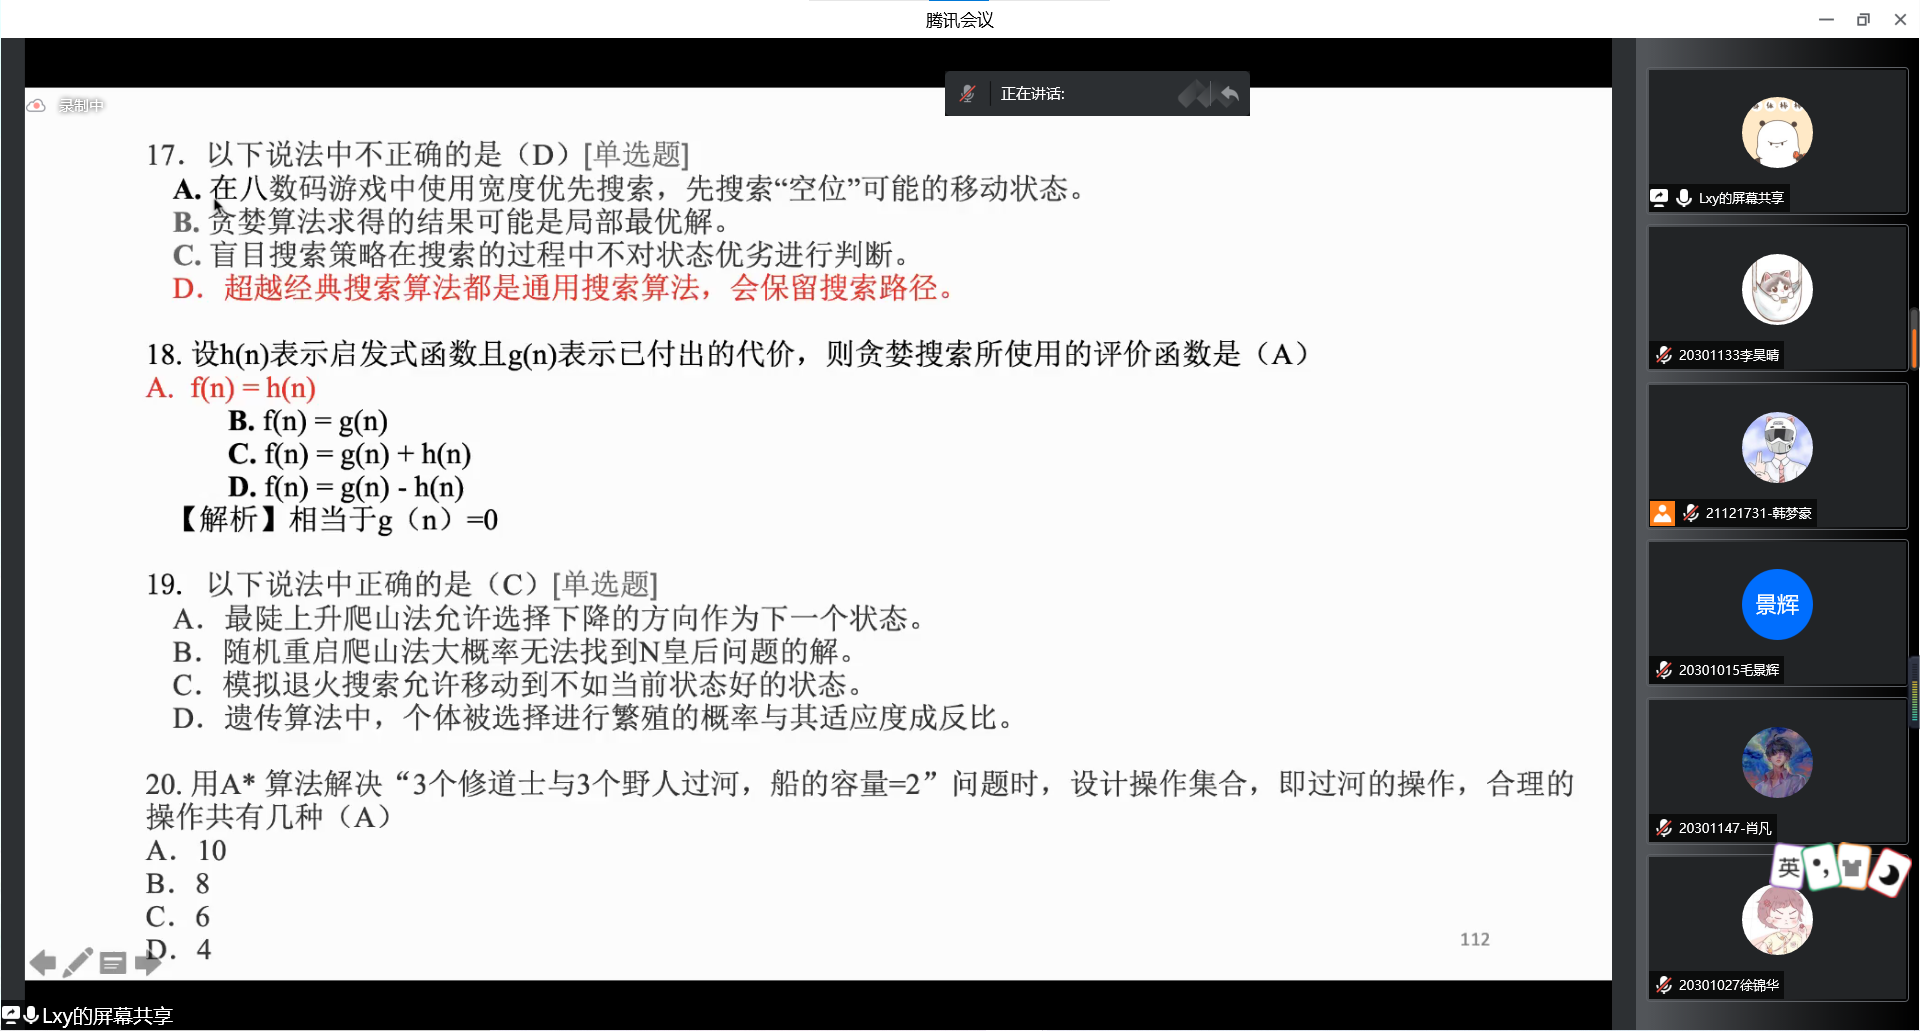 腾讯会议
录制中
正在讲话:
17. 以下说法中不正确的是（D）[单选题]
A. 在八数码游戏中使用宽度优先搜索，先搜索“空位”可能的移动状态。
B. 贪婪算法求得的结果可能是局部最优解。
C. 盲目搜索策略在搜索的过程中不对状态优劣进行判断。
D. 超越经典搜索算法都是通用搜索算法，会保留搜索路径。
18. 设h(n)表示启发式函数且g(n)表示已付出的代价，则贪婪搜索所使用的评价函数是（A）
A. f(n) = h(n)
B. f(n) = g(n)
C. f(n) = g(n) + h(n)
D. f(n) = g(n) - h(n)
【解析】相当于g（n）=0
19. 以下说法中正确的是（C）[单选题]
A. 最陡上升爬山法允许选择下降的方向作为下一个状态。
B. 随机重启爬山法大概率无法找到N皇后问题的解。
C. 模拟退火搜索允许移动到不如当前状态好的状态。
D. 遗传算法中，个体被选择进行繁殖的概率与其适应度成反比。
20. 用A* 算法解决“3个修道士与3个野人过河，船的容量=2”问题时，设计操作集合，即过河的操作，合理的
操作共有几种（A）
A. 10
B. 8
C. 6
D. 4
112
Lxy的屏幕共享
Lxy的屏幕共享
20301133李昊晴
21121731-韩梦豪
景辉
20301015毛景辉
20301147-肖凡
英
20301027徐锦华